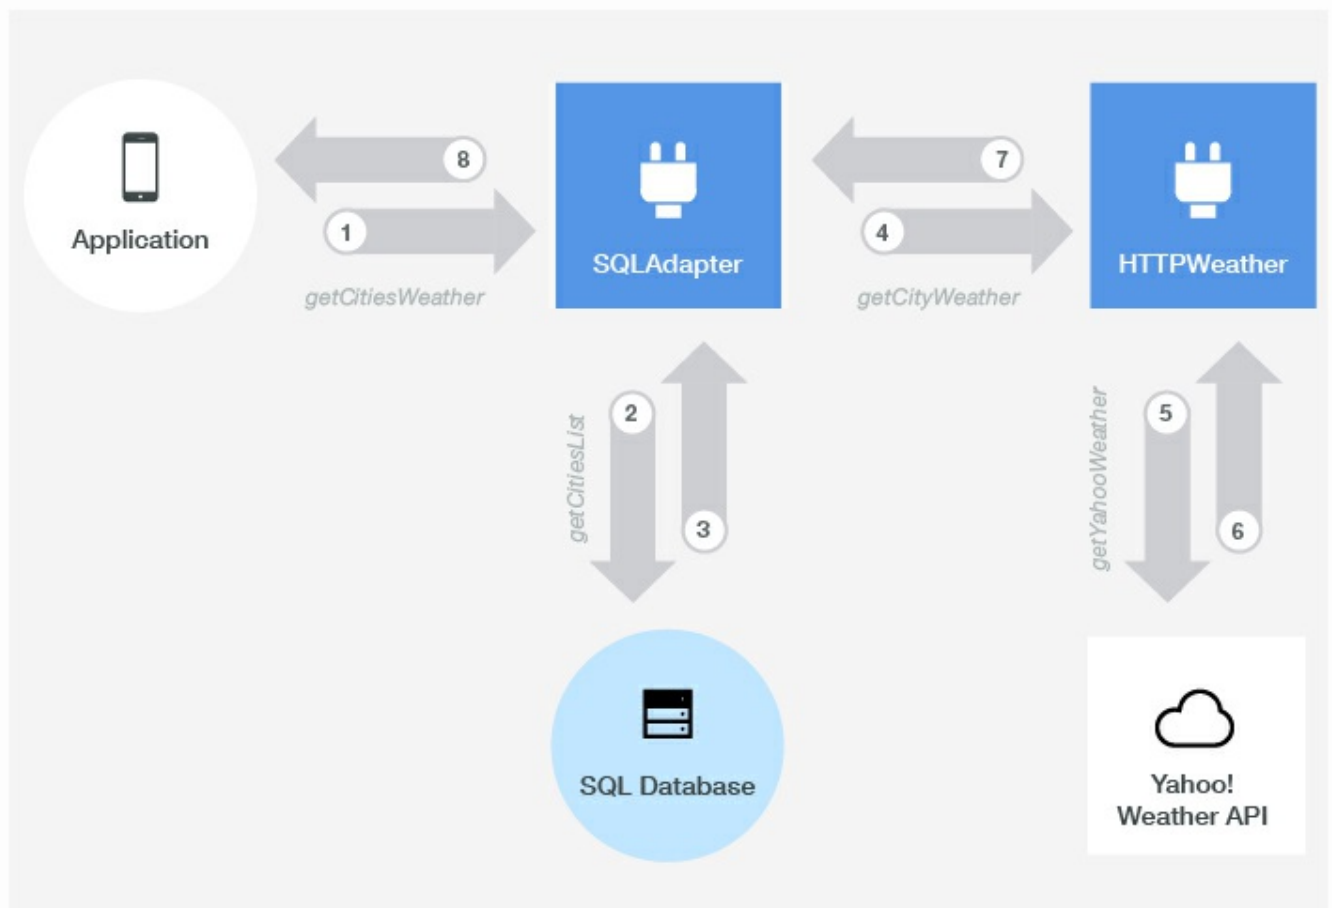 8
7
1
4
Application
SQLAdapter
HTTPWeather
getCitiesWeather
getCityWeather
getCitiesList
2
3
getYahooWeather
5
6
SQL Database
Yahoo!
Weather API